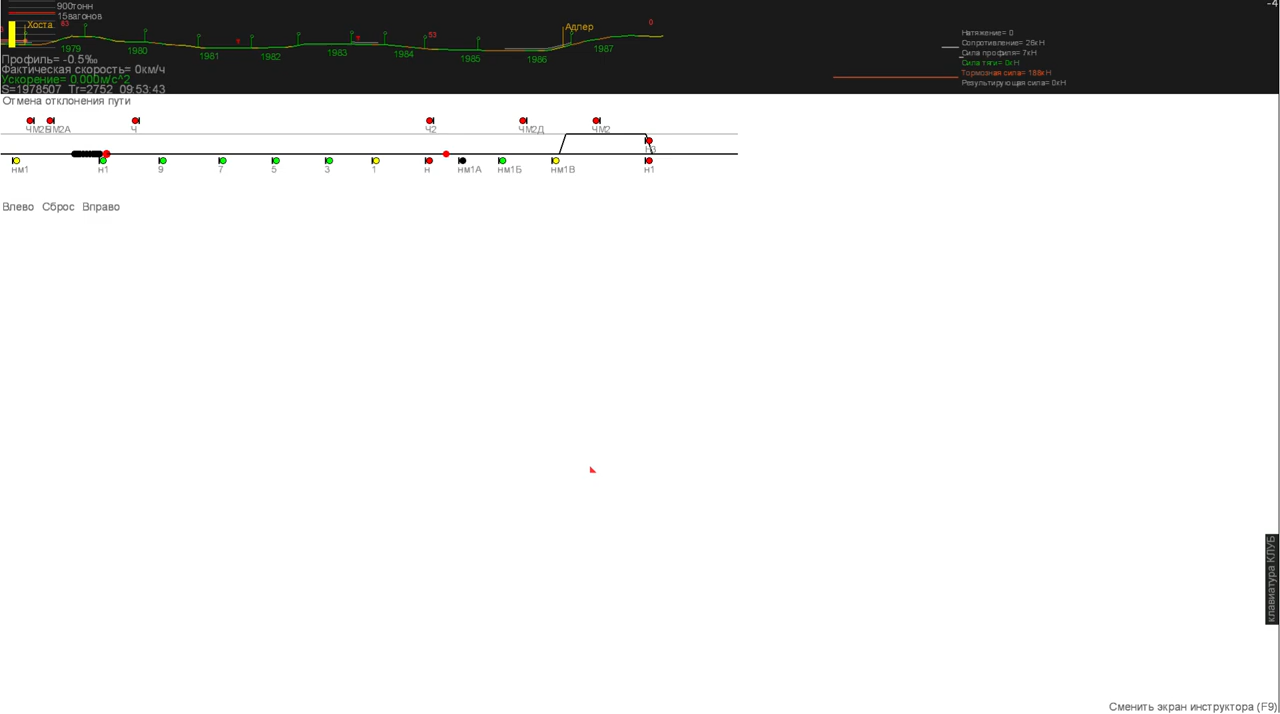 -4
900тонн
15вагонов
Хоста
63
53
Адлер
0
1979
1980
1981
1982
1983
1984
1985
1986
1987
Натяжение= 0
Сопротивление= 26кН
Сила профиля= 7кН
Сила тяги= 0кН
Тормозная сила= 188кН
Результирующая сила= 0кН
Профиль= -0.5‰
Фактическая скорость= 0км/ч
Ускорение= 0.000м/с^2
S=1978507 Tr=2752 09:53:43
Отмена отклонения пути
ЧМ2А
Ч
Ч2
ЧМ2Д
ЧМ2
Н3
нм1
н1
9
7
5
3
1
н
нм1А
нм1Б
нм1В
н1
Влево Сброс Вправо
клавиатура КЛУБ
Сменить экран инструктора (F9)